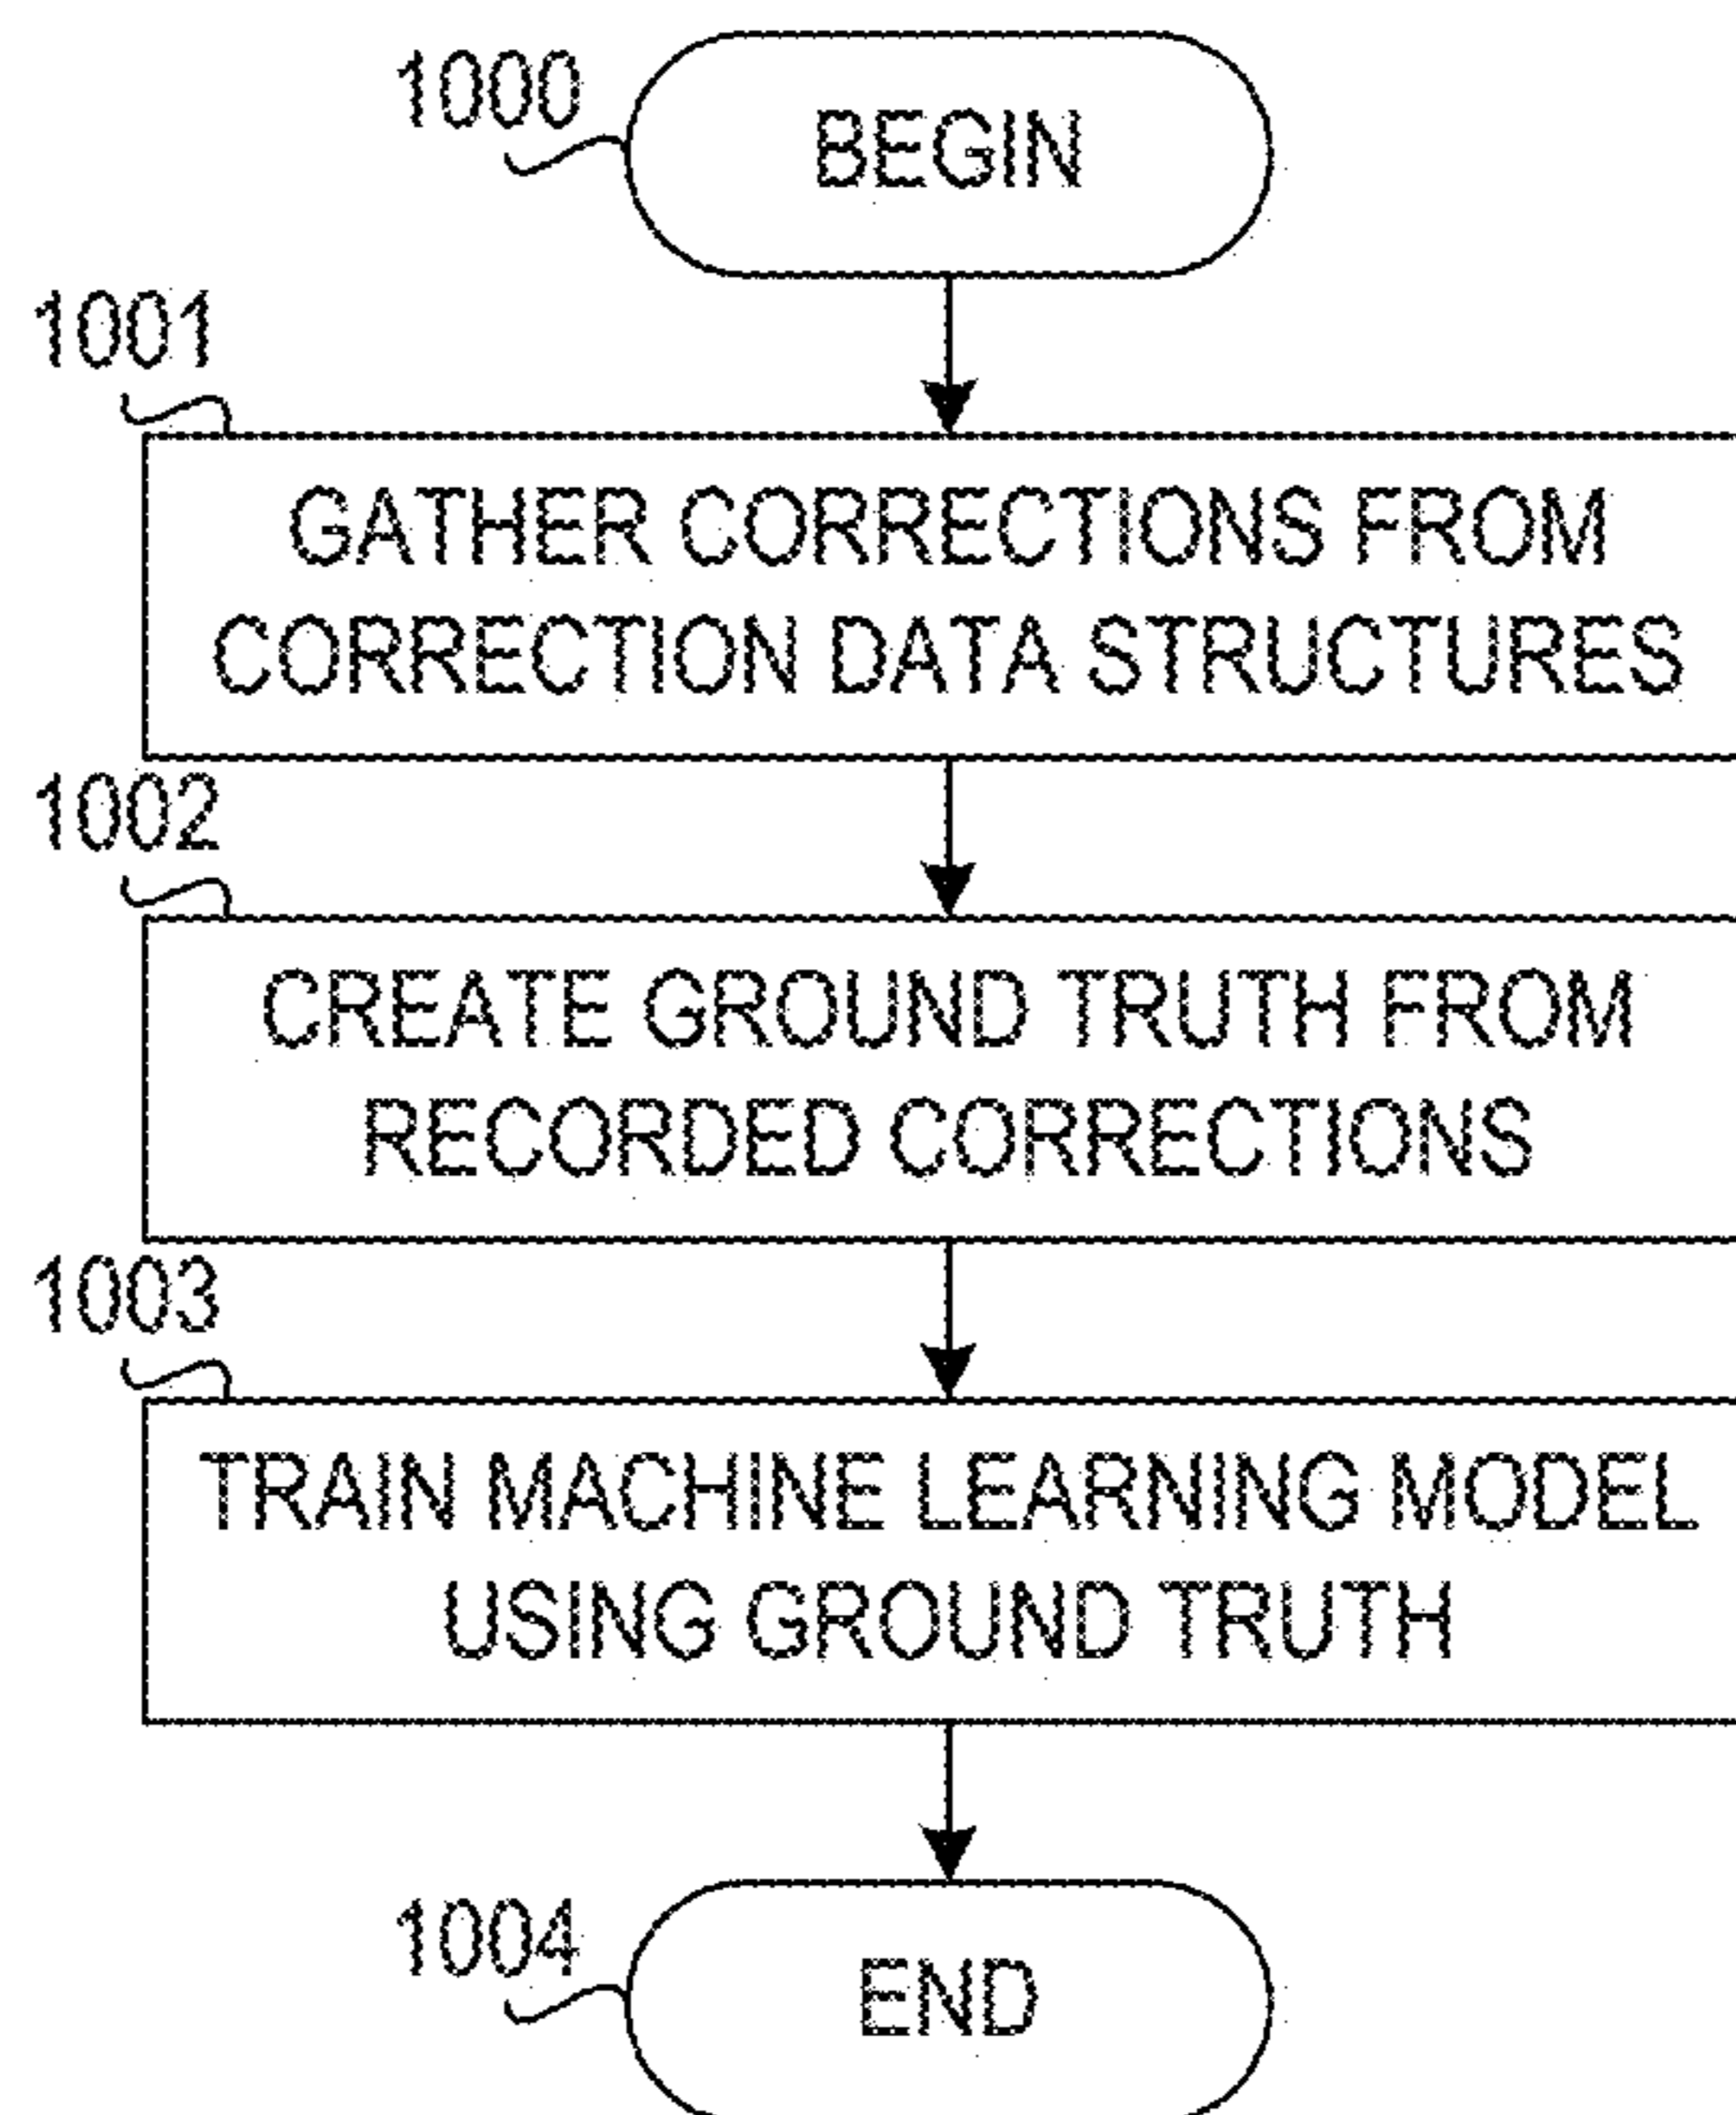 1000
BEGIN
1001
GATHER CORRECTIONS FROM
CORRECTION DATA STRUCTURES
1002
CREATE GROUND TRUTH FROM
RECORDED CORRECTIONS
1003
TRAIN MACHINE LEARNING MODEL
USING GROUND TRUTH
1004
END